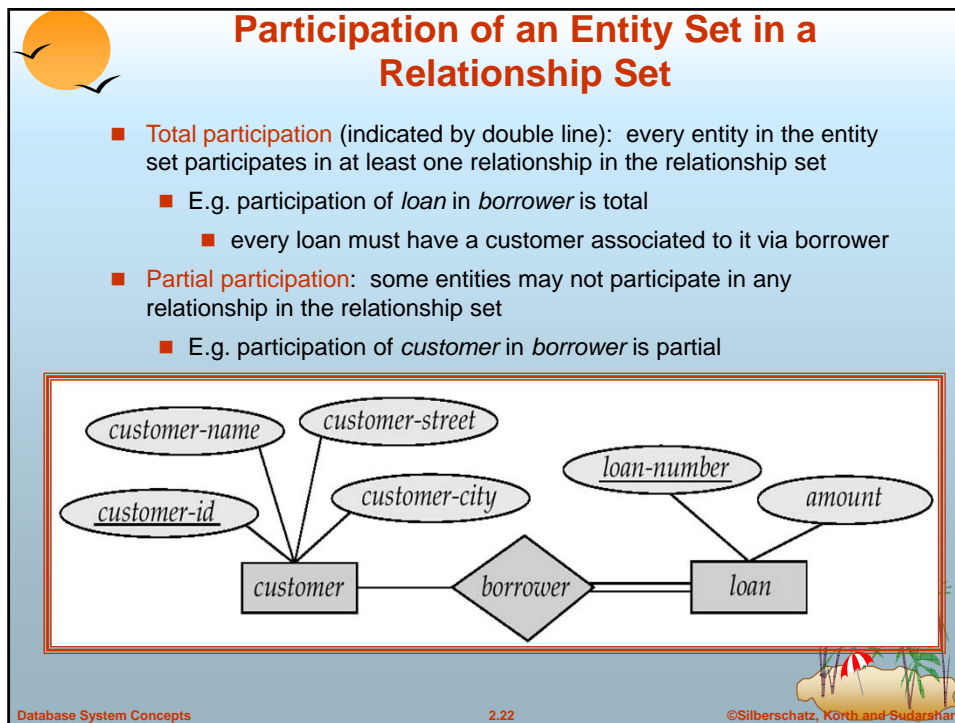 Participation of an Entity Set in a
Relationship Set
Total participation (indicated by double line): every entity in the entity
set participates in at least one relationship in the relationship set
E.g. participation of loan in borrower is total
every loan must have a customer associated to it via borrower
Partial participation: some entities may not participate in any
relationship in the relationship set
E.g. participation of customer in borrower is partial
customer-name
customer-street
customer-id
customer-city
loan-number
amount
customer
borrower
loan
Database System Concepts
2.22
©Silberschatz, Korth and Sudarshan